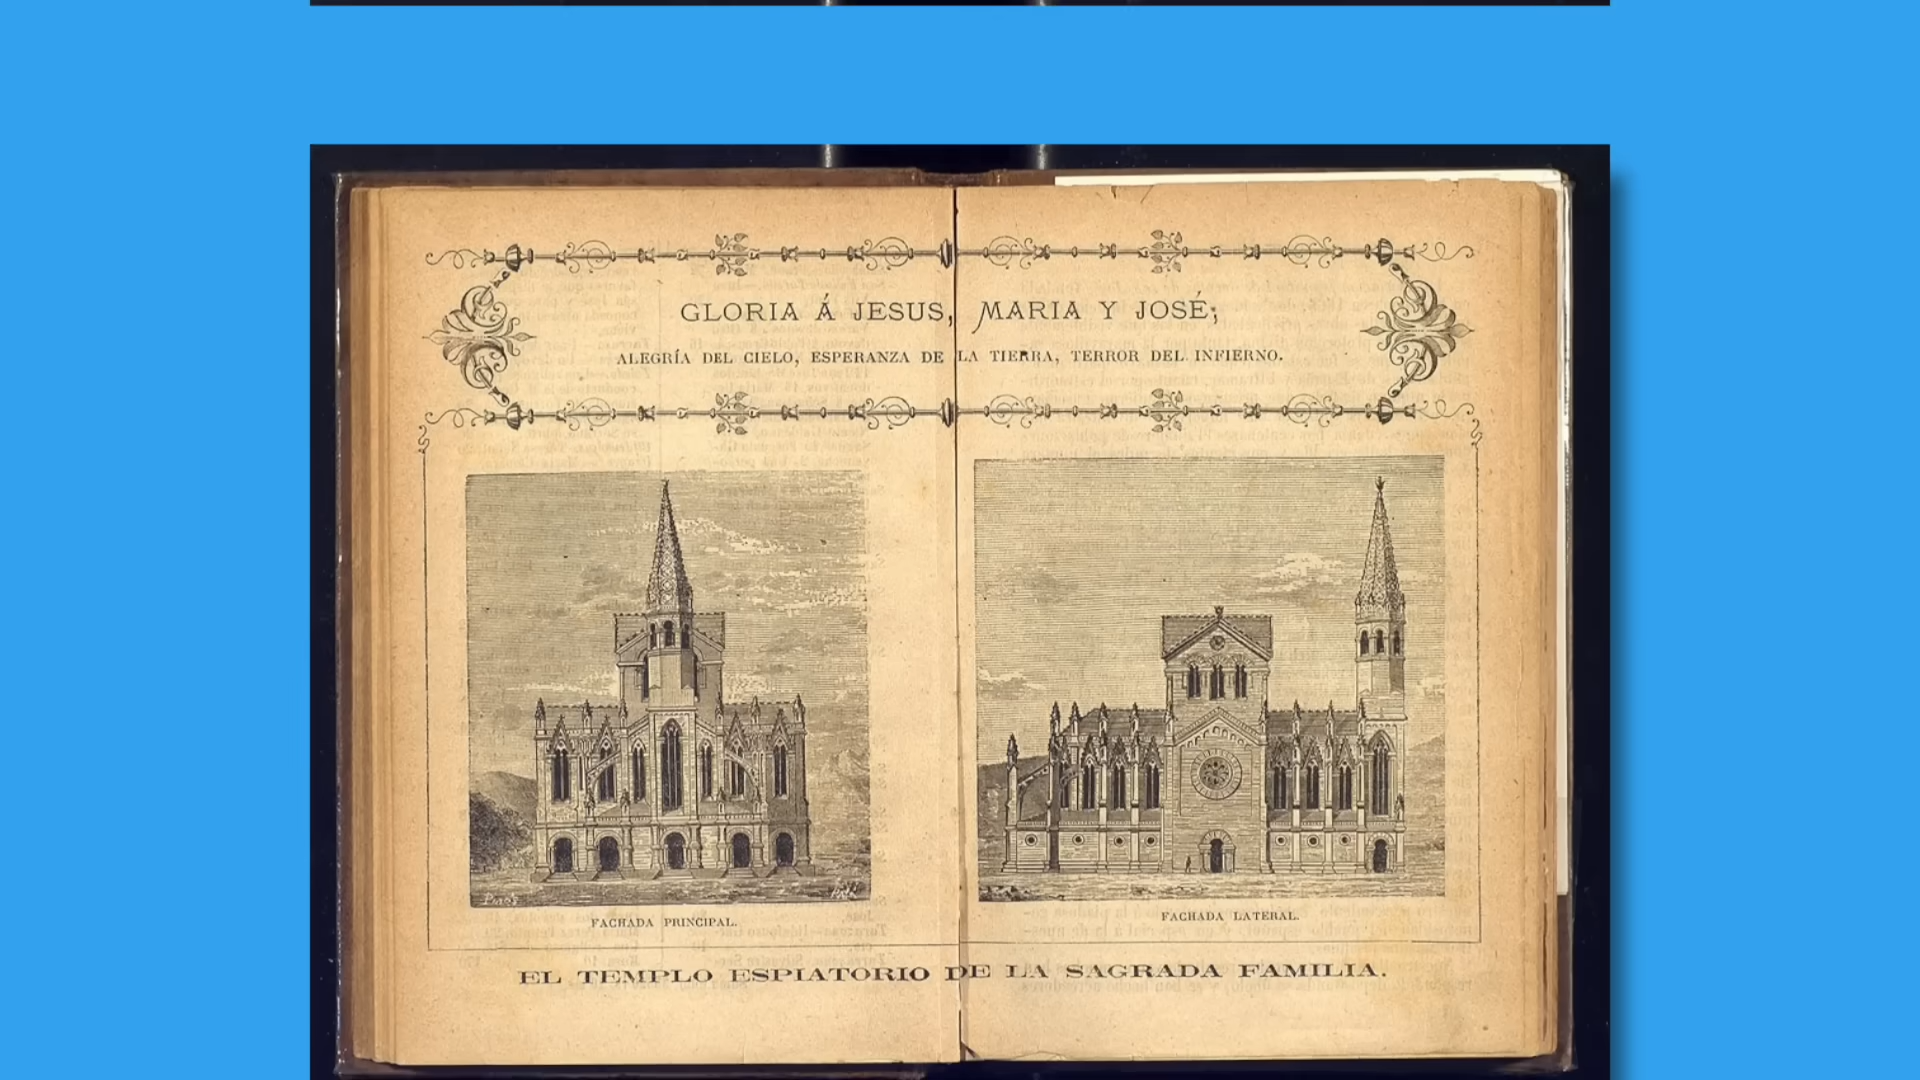 GLORIA Á JESUS, MARIA Y JOSÉ;
ALEGRÍA DEL CIELO, ESPERANZA DE LA TIERRA, TERROR DEL INFIERNO.
FACHADA PRINCIPAL.
FACHADA LATERAL.
EL TEMPLO ESPIATORIO DE LA SAGRADA FAMILIA.